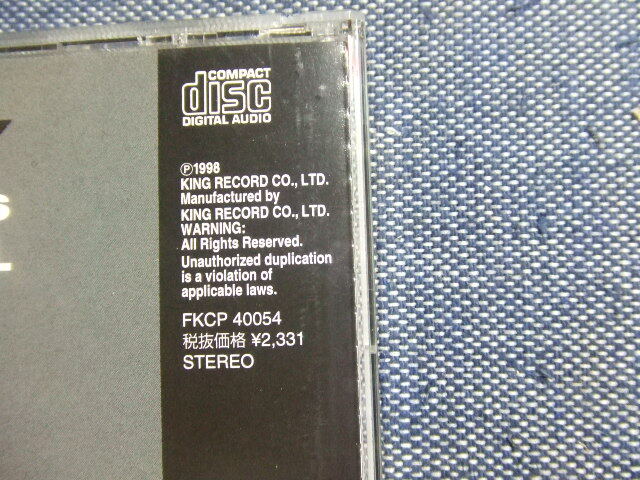 COMPACT
disc
DIGITAL AUDIO
℗1998
KING RECORD CO., LTD.
Manufactured by
KING RECORD CO., LTD.
WARNING:
All Rights Reserved.
Unauthorized duplication
is a violation of
applicable laws.
FKCP 40054
税抜価格 ¥2,331
STEREO